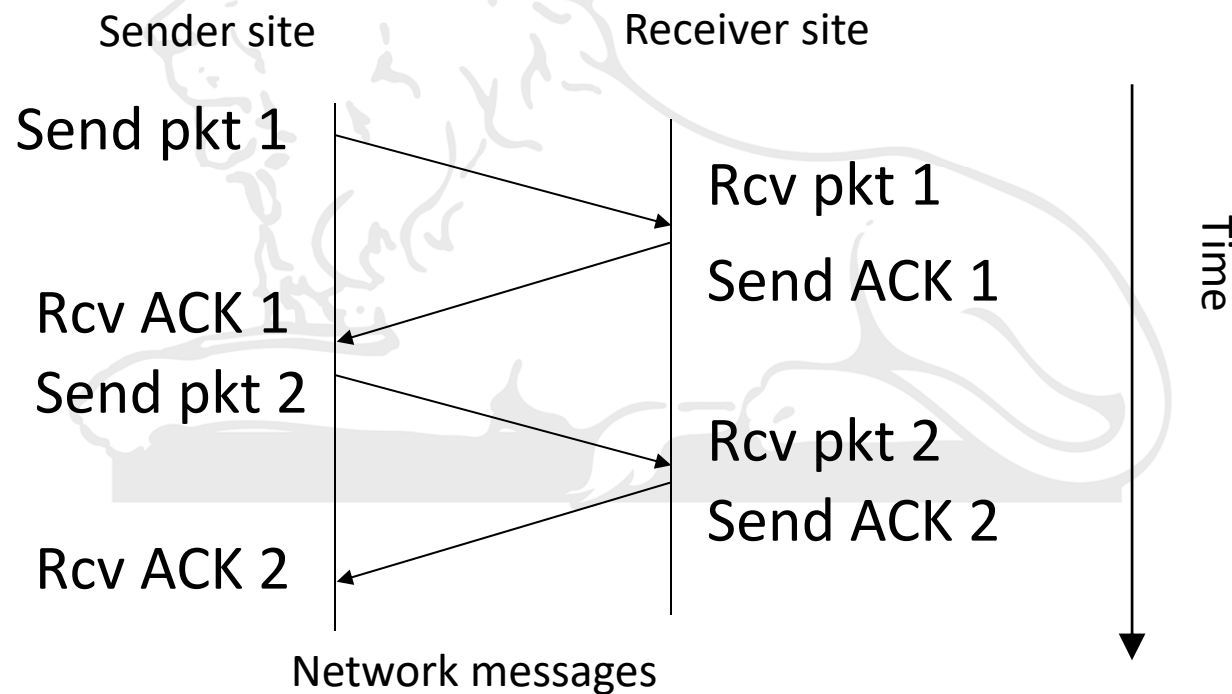 Sender site
Receiver site
Send pkt 1
Rcv pkt 1
Send ACK 1
Rcv ACK 1
Send pkt 2
Rcv pkt 2
Send ACK 2
Rcv ACK 2
Network messages
Time